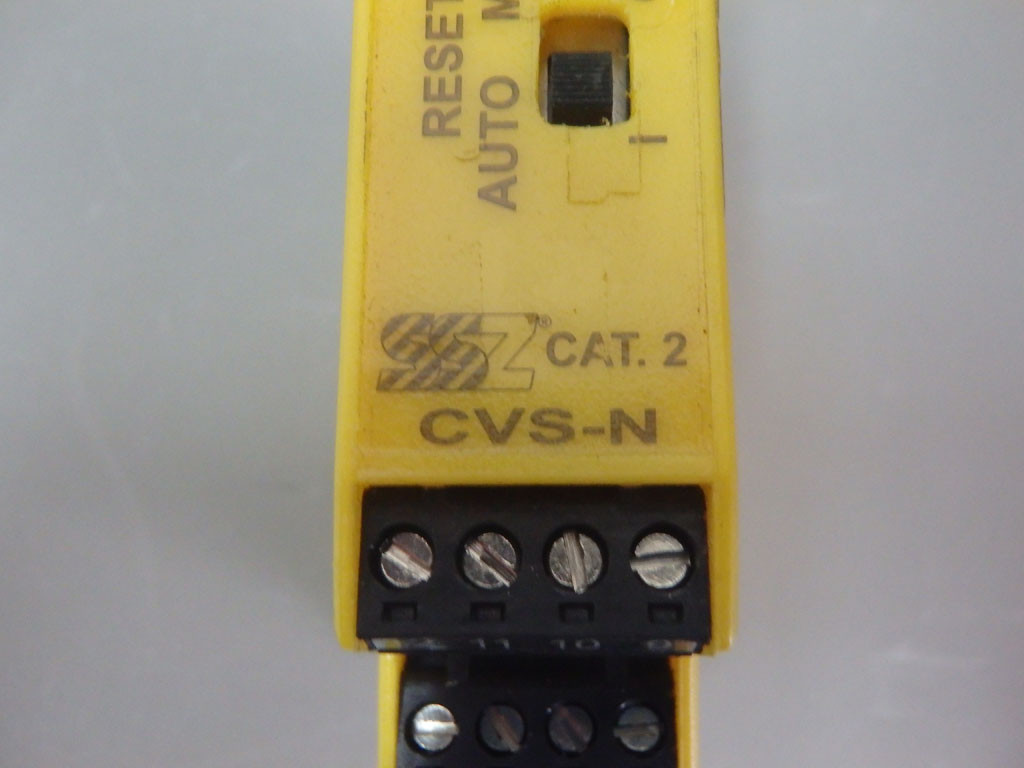 RESET
AUTO
I
SSZ® CAT. 2
CVS-N
11 10 9